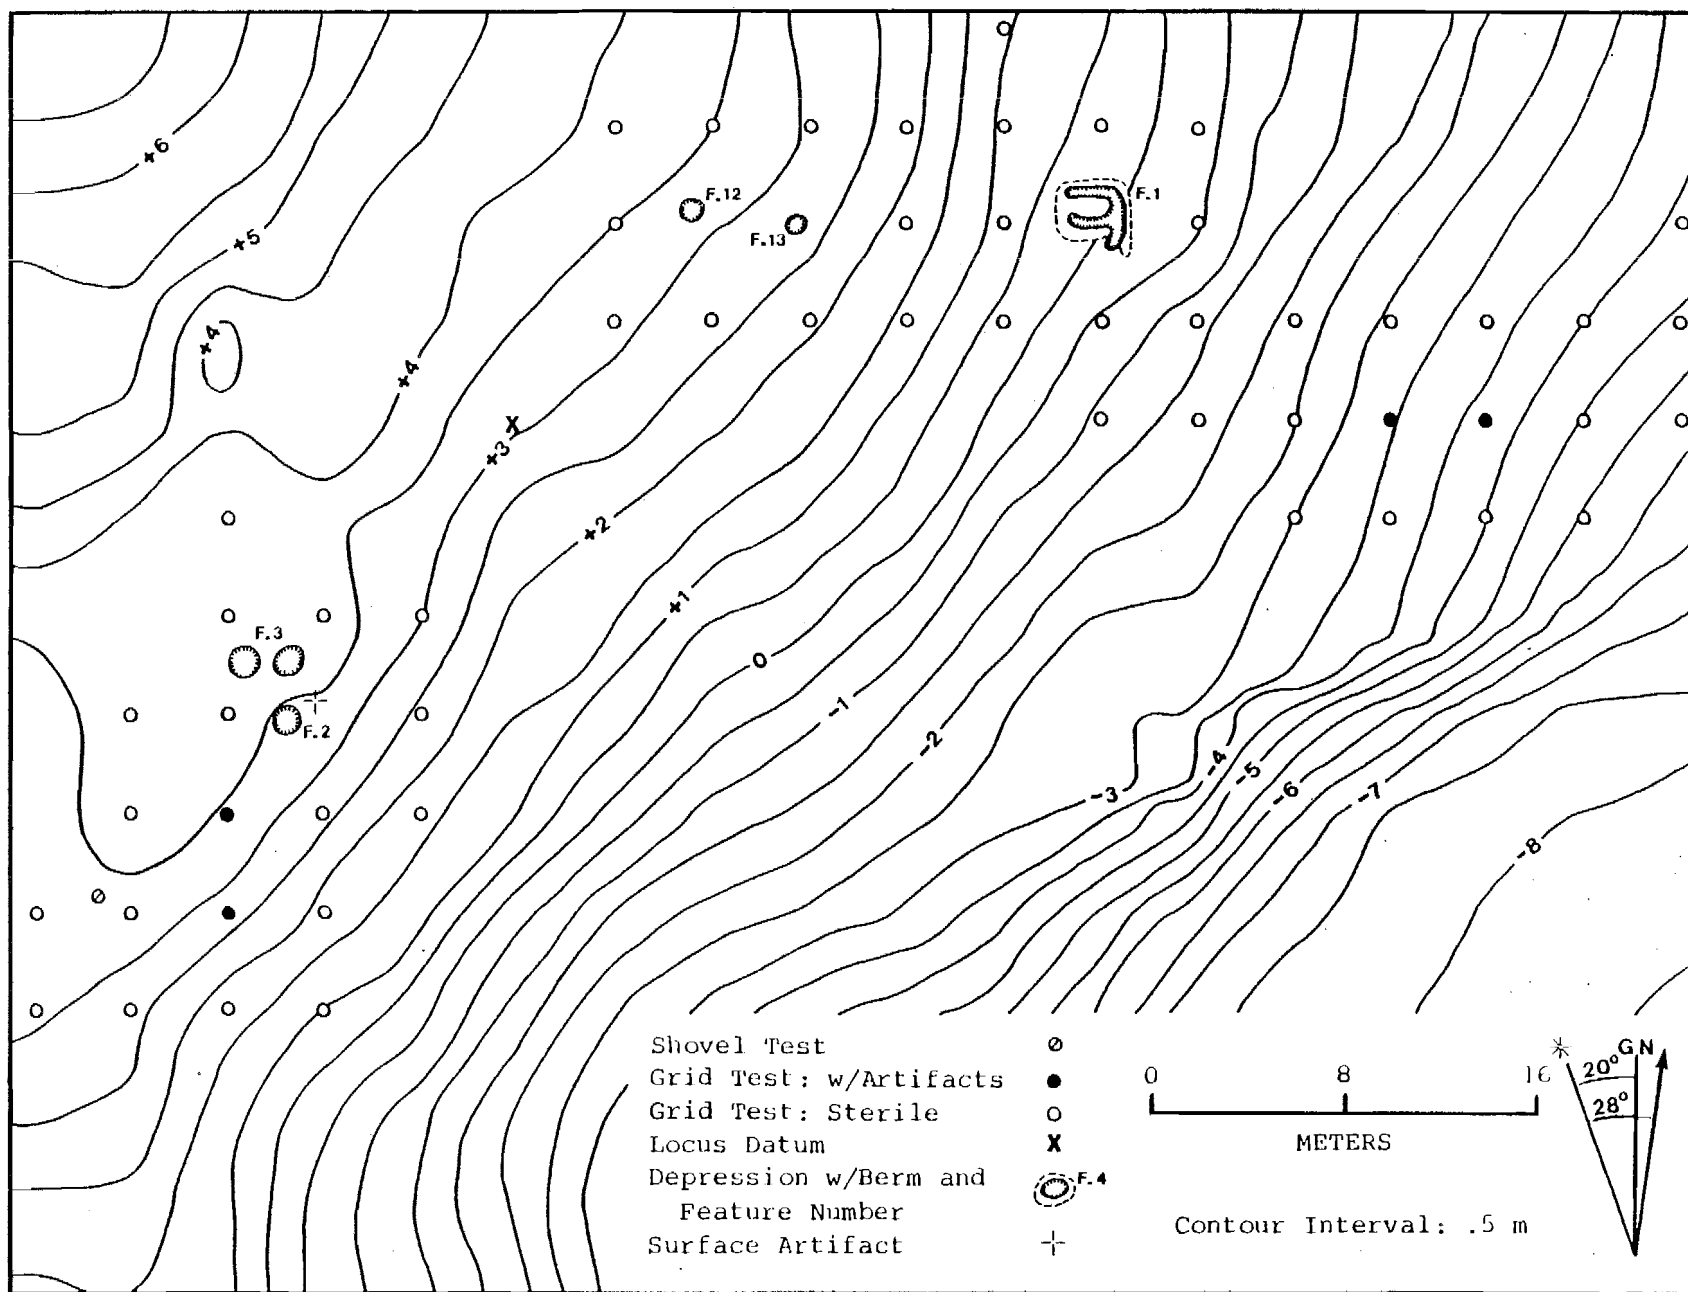 +6
F.12
F.1
+5
F.13
+4
+4
X
+3
+2
+1
F.3
0
-1
F.2
-2
-4
-5
-3
-6
-7
-8
Shovel Test
Grid Test: w/Artifacts
Grid Test: Sterile
Locus Datum X
Depression w/Berm and F.4
Feature Number
Surface Artifact
0 8 16
METERS
Contour Interval: .5 m
GN
20°
28°